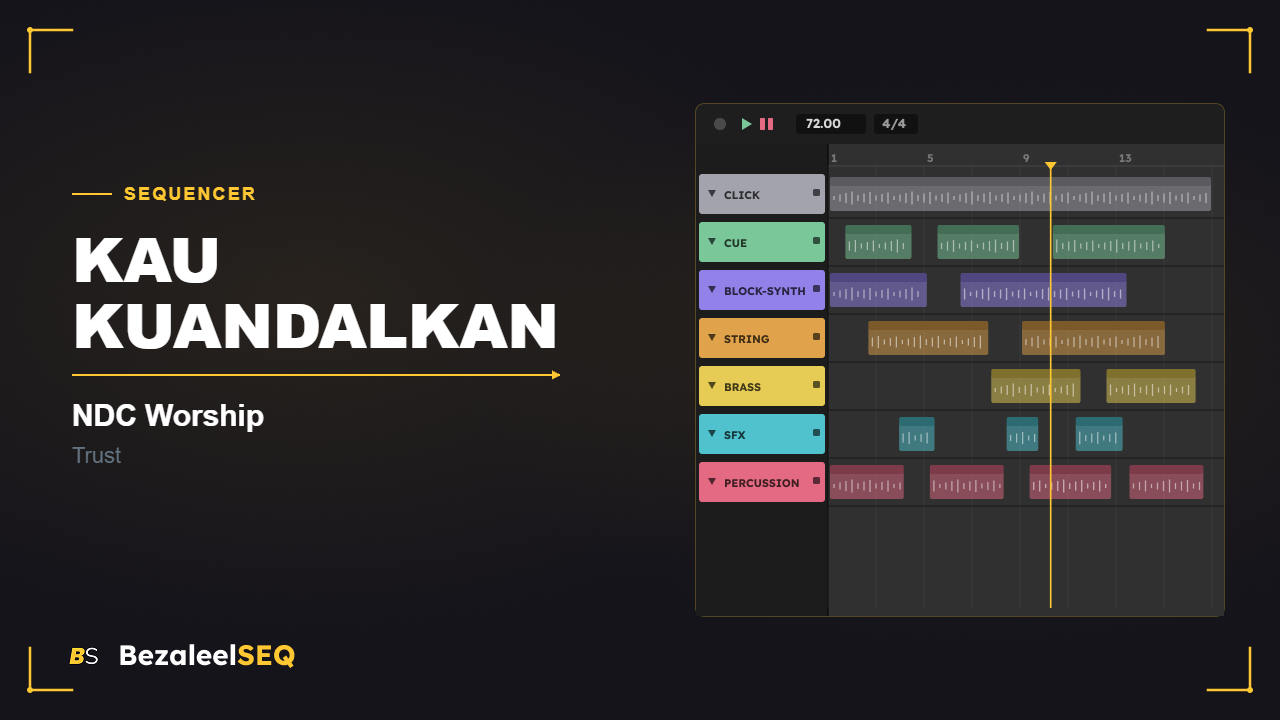 SEQUENCER
KAU
KUANDALKAN
NDC Worship
Trust
BS BezaleelSEQ
72.00 4/4
1 5 9 13
CLICK
CUE
BLOCK-SYNTH
STRING
BRASS
SFX
PERCUSSION